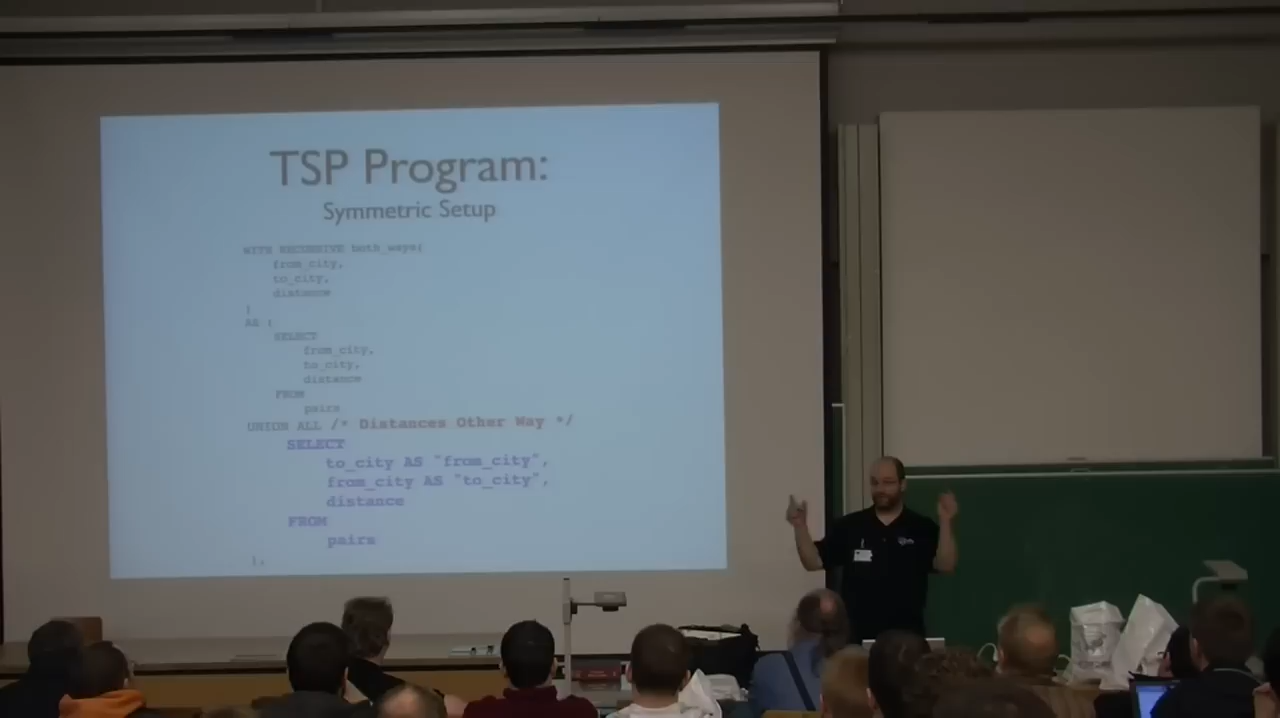 TSP Program:
Symmetric Setup
WITH RECURSIVE both_ways(
from_city,
to_city,
distance
)
AS (
SELECT
from_city,
to_city,
distance
FROM
pairs
UNION ALL /* Distances Other Way */
SELECT
to_city AS "from_city",
from_city AS "to_city",
distance
FROM
pairs
),